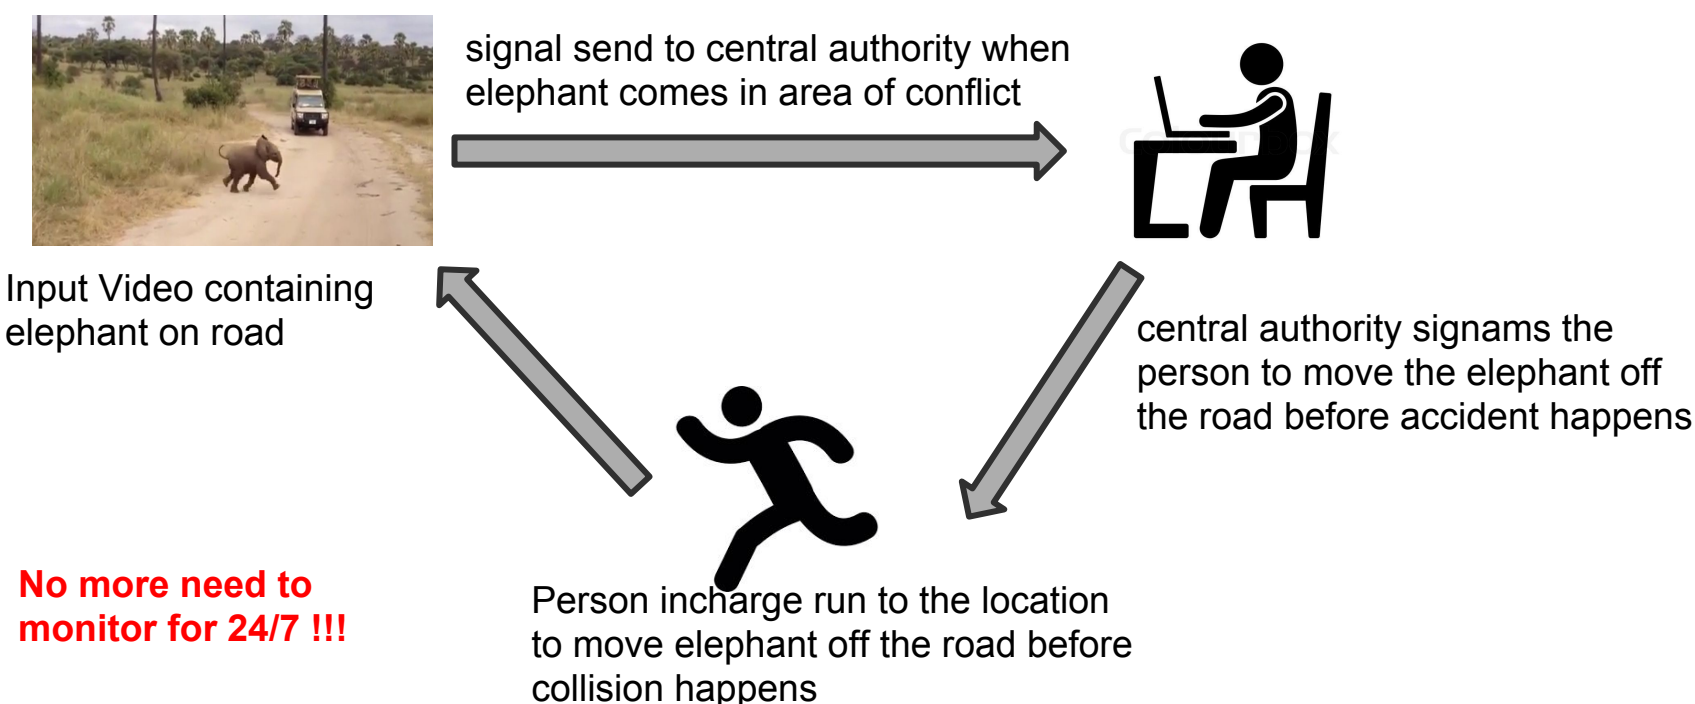 signal send to central authority when
elephant comes in area of conflict
Input Video containing
elephant on road
central authority signams the
person to move the elephant off
the road before accident happens
No more need to
monitor for 24/7 !!!
Person incharge run to the location
to move elephant off the road before
collision happens